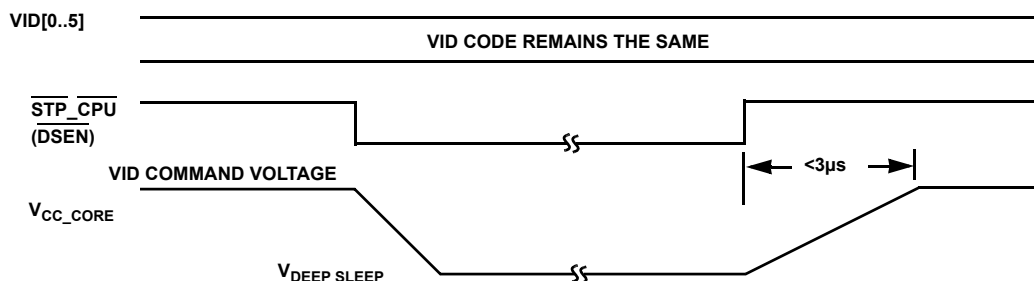 VID[0..5]
VID CODE REMAINS THE SAME
STP_CPU
(DSEN)
<3µs
VID COMMAND VOLTAGE
VCC_CORE
VDEEP SLEEP